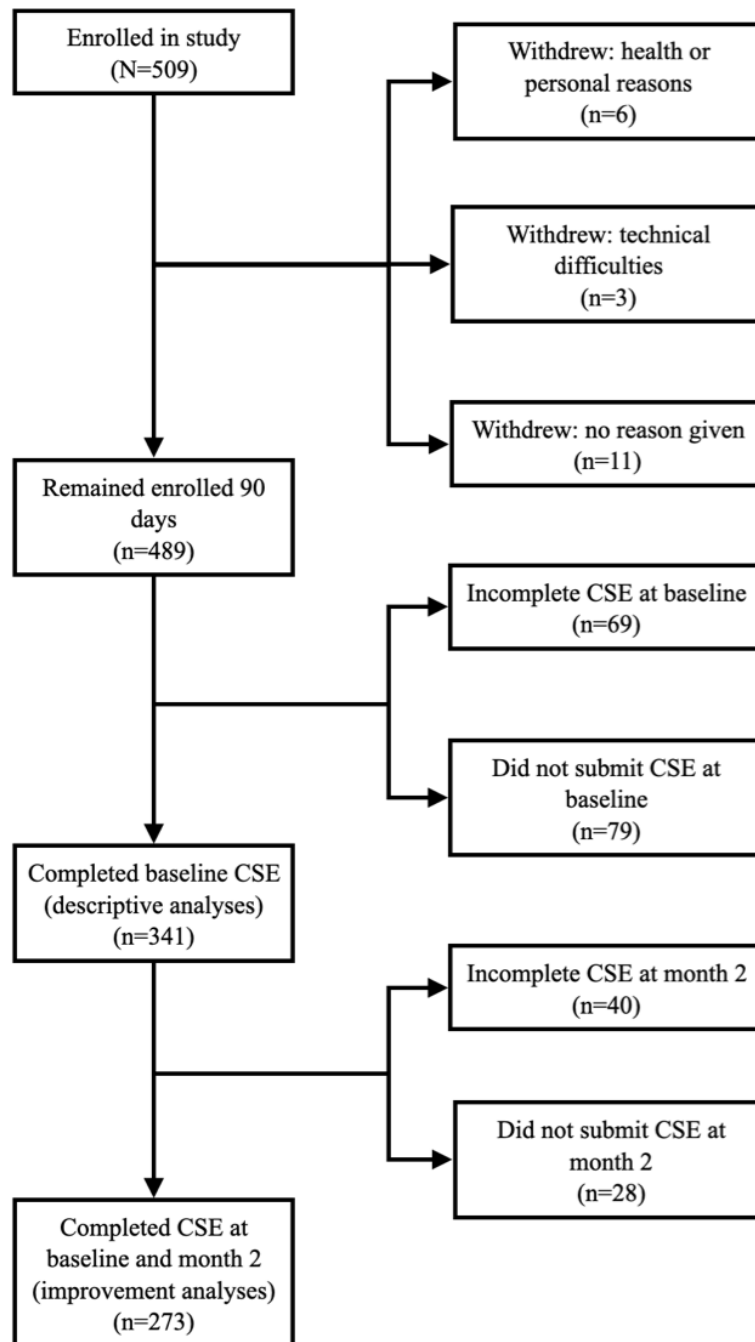 Enrolled in study
(N=509)
Withdrew: health or
personal reasons
(n=6)
Withdrew: technical
difficulties
(n=3)
Withdrew: no reason given
(n=11)
Remained enrolled 90
days
(n=489)
Incomplete CSE at baseline
(n=69)
Did not submit CSE at
baseline
(n=79)
Completed baseline CSE
(descriptive analyses)
(n=341)
Incomplete CSE at month 2
(n=40)
Did not submit CSE at
month 2
(n=28)
Completed CSE at
baseline and month 2
(improvement analyses)
(n=273)